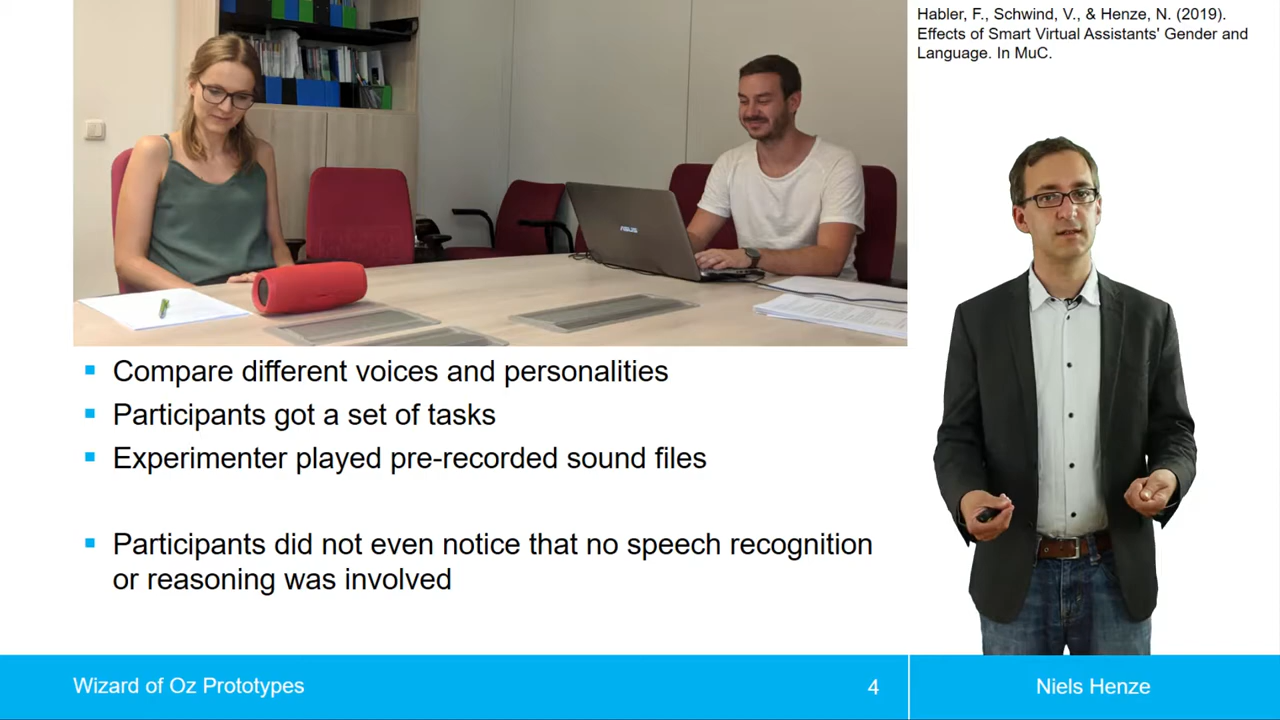 Habler, F., Schwind, V., & Henze, N. (2019).
Effects of Smart Virtual Assistants' Gender and
Language. In MuC.
ASUS
Compare different voices and personalities
Participants got a set of tasks
Experimenter played pre-recorded sound files
Participants did not even notice that no speech recognition
or reasoning was involved
Wizard of Oz Prototypes
4
Niels Henze